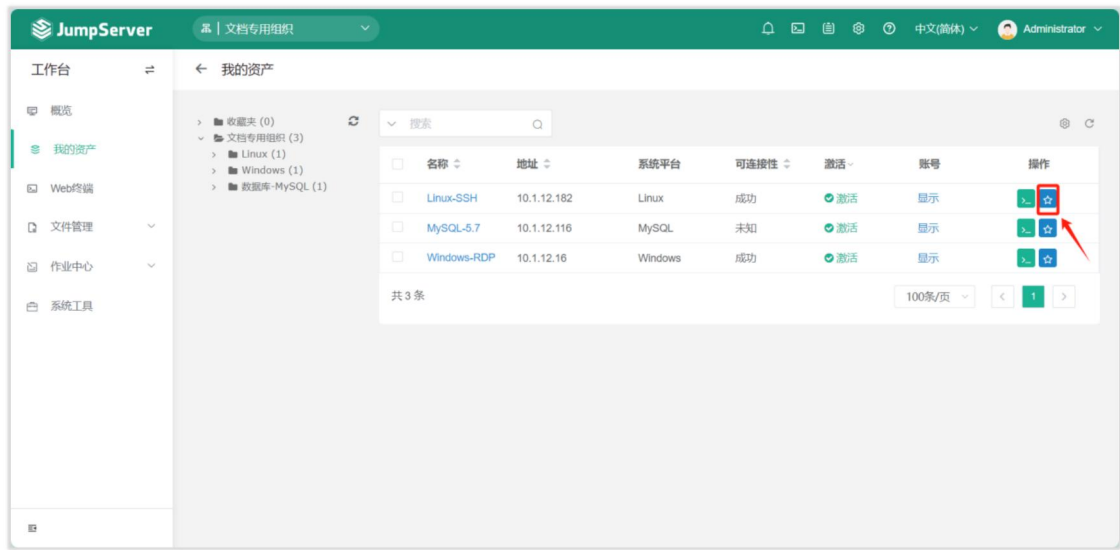 JumpServer
文档专用组织
中文(简体)
Administrator
工作台
我的资产
概览
我的资产
Web终端
文件管理
作业中心
系统工具
收藏夹 (0)
文档专用组织 (3)
Linux (1)
Windows (1)
数据库-MySQL (1)
搜索
名称 地址 系统平台 可连接性 激活 账号 操作
Linux-SSH 10.1.12.182 Linux 成功 激活 显示
MySQL-5.7 10.1.12.116 MySQL 未知 激活 显示
Windows-RDP 10.1.12.16 Windows 成功 激活 显示
共 3 条
100条/页
1